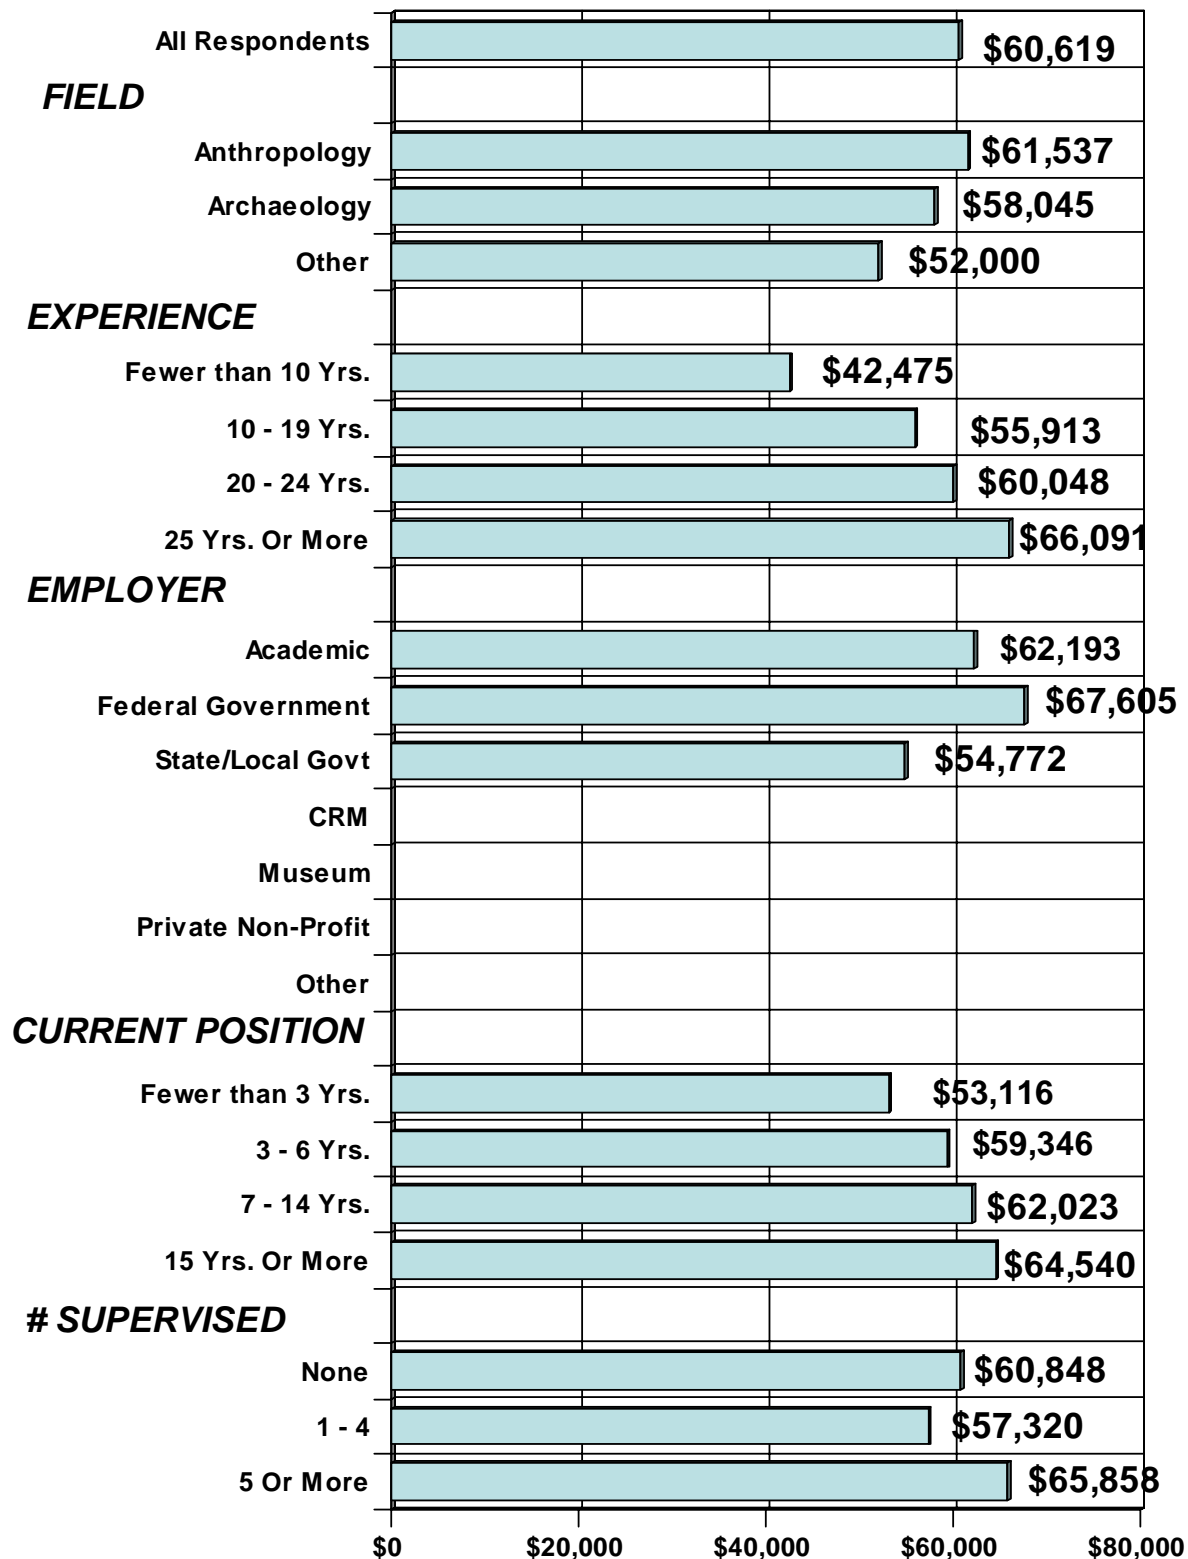 All Respondents $60,619
FIELD
Anthropology $61,537
Archaeology $58,045
Other $52,000
EXPERIENCE
Fewer than 10 Yrs. $42,475
10 - 19 Yrs. $55,913
20 - 24 Yrs. $60,048
25 Yrs. Or More $66,091
EMPLOYER
Academic $62,193
Federal Government $67,605
State/Local Govt $54,772
CRM
Museum
Private Non-Profit
Other
CURRENT POSITION
Fewer than 3 Yrs. $53,116
3 - 6 Yrs. $59,346
7 - 14 Yrs. $62,023
15 Yrs. Or More $64,540
# SUPERVISED
None $60,848
1 - 4 $57,320
5 Or More $65,858
$0 $20,000 $40,000 $60,000 $80,000